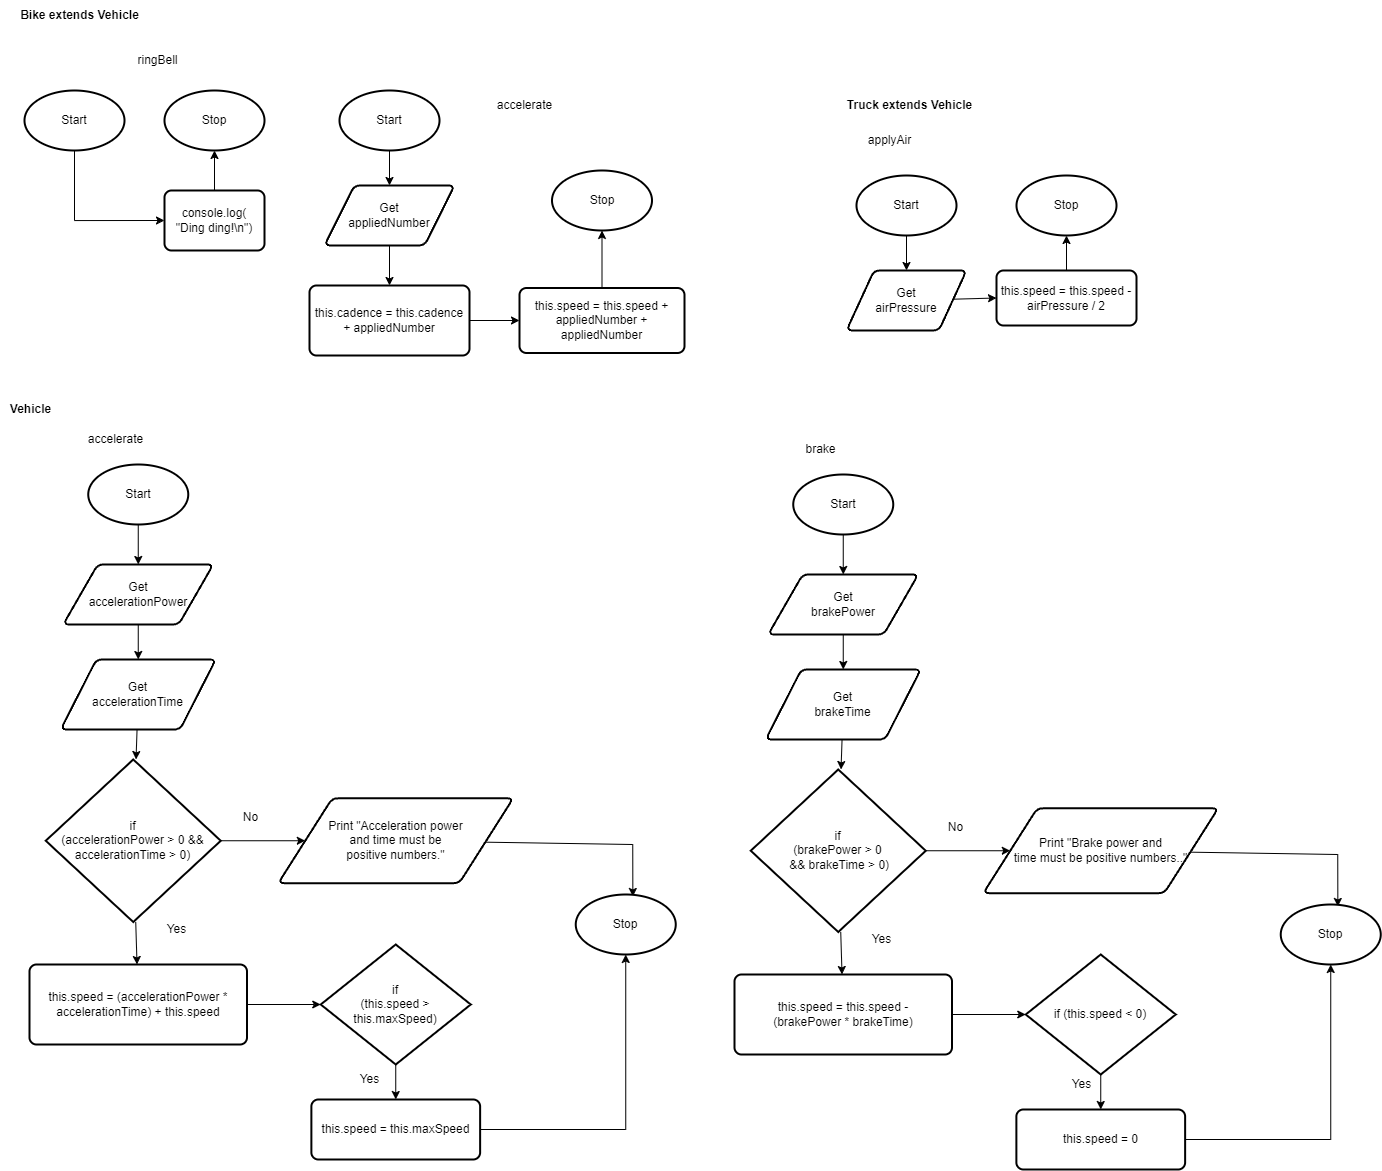 Bike extends Vehicle
ringBell
Start
Stop
console.log(
"Ding ding!\n")
accelerate
Start
Get
appliedNumber
this.cadence = this.cadence
+ appliedNumber
this.speed = this.speed +
appliedNumber +
appliedNumber
Stop
Truck extends Vehicle
applyAir
Start
Stop
Get
airPressure
this.speed = this.speed -
airPressure / 2
Vehicle
accelerate
Start
Get
accelerationPower
Get
accelerationTime
if
(accelerationPower > 0 &&
accelerationTime > 0)
No
Print "Acceleration power
and time must be
positive numbers."
Stop
Yes
this.speed = (accelerationPower *
accelerationTime) + this.speed
if
(this.speed >
this.maxSpeed)
Yes
this.speed = this.maxSpeed
brake
Start
Get
brakePower
Get
brakeTime
if
(brakePower > 0
&& brakeTime > 0)
No
Print "Brake power and
time must be positive numbers.."
Stop
Yes
this.speed = this.speed -
(brakePower * brakeTime)
if (this.speed < 0)
Yes
this.speed = 0